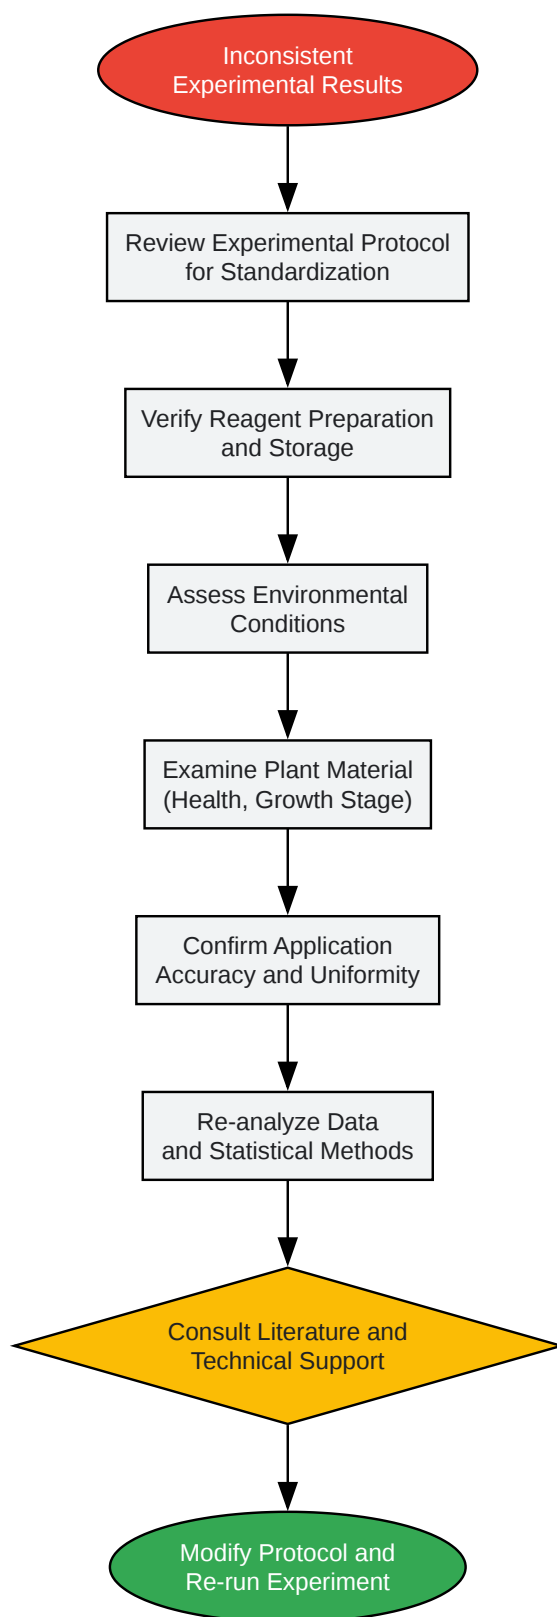 Inconsistent
Experimental Results
Review Experimental Protocol
for Standardization
Verify Reagent Preparation
and Storage
Assess Environmental
Conditions
Examine Plant Material
(Health, Growth Stage)
Confirm Application
Accuracy and Uniformity
Re-analyze Data
and Statistical Methods
Consult Literature and
Technical Support
Modify Protocol and
Re-run Experiment